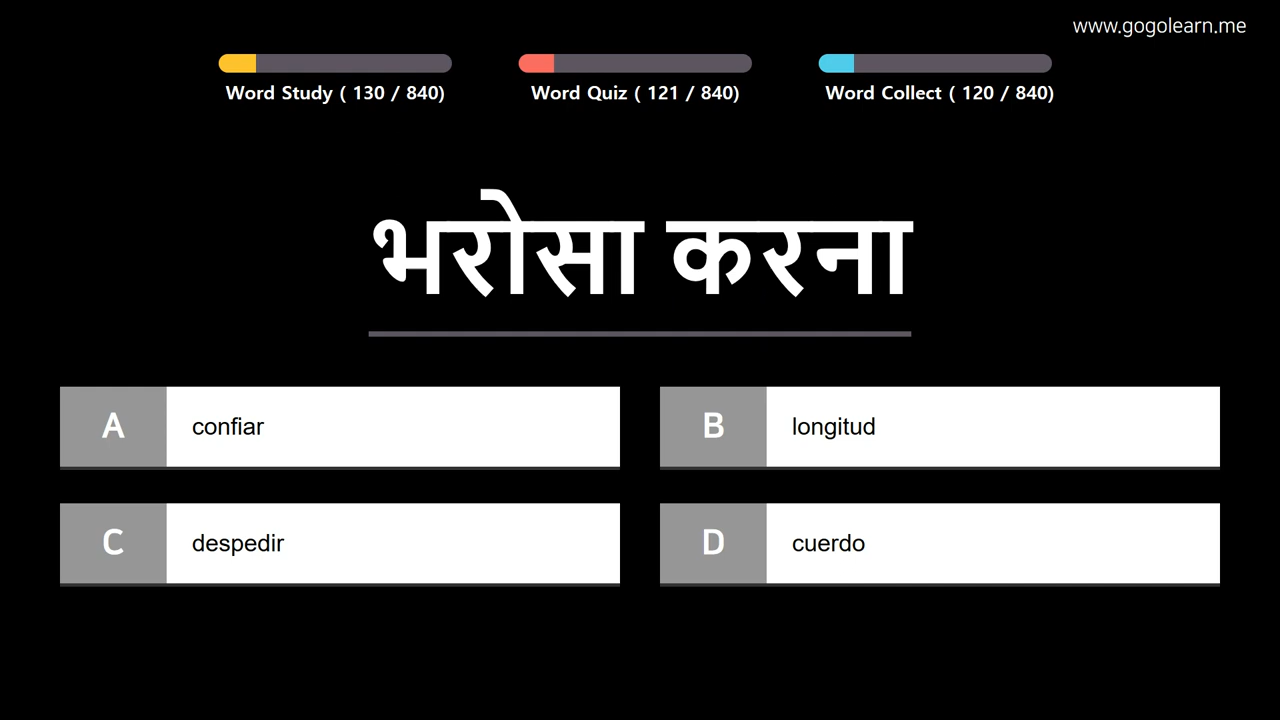 www.gogolearn.me
Word Study ( 130 / 840)
Word Quiz ( 121 / 840)
Word Collect ( 120 / 840)
भरोसा करना
A confiar
B longitud
C despedir
D cuerdo